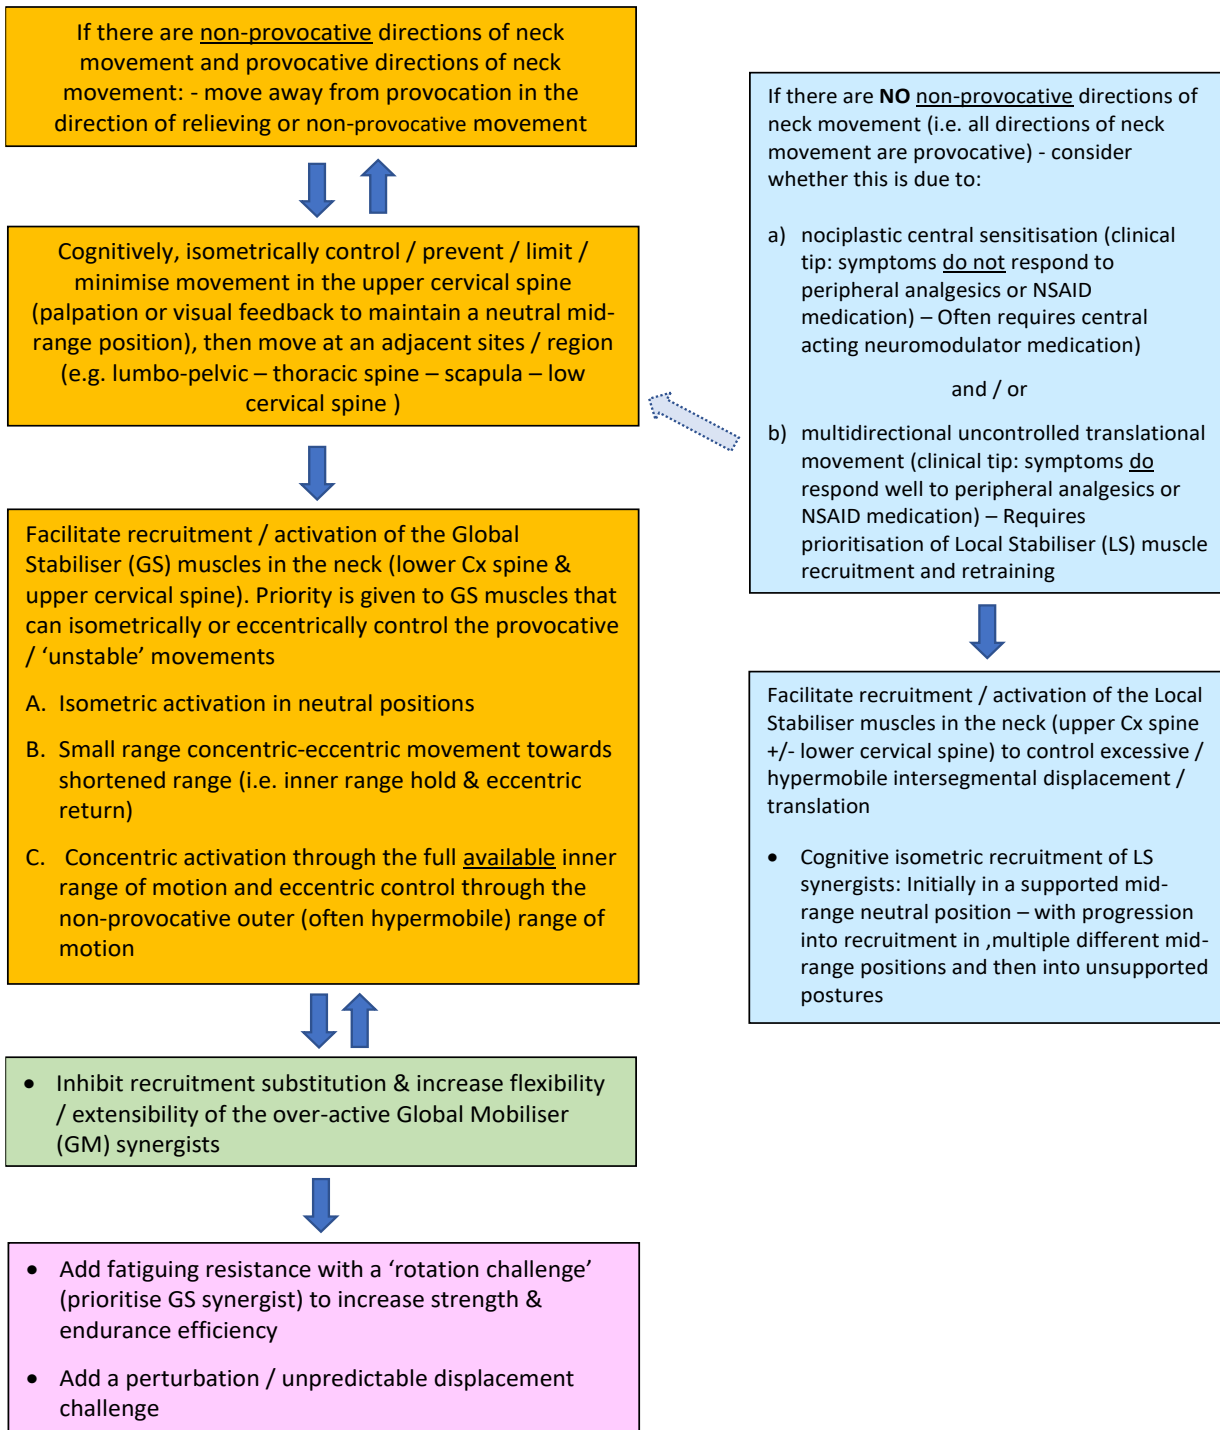 If there are non-provocative directions of neck
movement and provocative directions of neck
movement: - move away from provocation in the
direction of relieving or non-provocative movement
Cognitively, isometrically control / prevent / limit /
minimise movement in the upper cervical spine
(palpation or visual feedback to maintain a neutral mid-
range position), then move at an adjacent sites / region
(e.g. lumbo-pelvic – thoracic spine – scapula – low
cervical spine )
Facilitate recruitment / activation of the Global
Stabiliser (GS) muscles in the neck (lower Cx spine &
upper cervical spine). Priority is given to GS muscles that
can isometrically or eccentrically control the provocative
/ ‘unstable’ movements
A. Isometric activation in neutral positions
B. Small range concentric-eccentric movement towards
shortened range (i.e. inner range hold & eccentric
return)
C. Concentric activation through the full available inner
range of motion and eccentric control through the
non-provocative outer (often hypermobile) range of
motion
• Inhibit recruitment substitution & increase flexibility
/ extensibility of the over-active Global Mobiliser
(GM) synergists
• Add fatiguing resistance with a ‘rotation challenge’
(prioritise GS synergist) to increase strength &
endurance efficiency
• Add a perturbation / unpredictable displacement
challenge
If there are NO non-provocative directions of
neck movement (i.e. all directions of neck
movement are provocative) - consider
whether this is due to:
a) nociplastic central sensitisation (clinical
tip: symptoms do not respond to
peripheral analgesics or NSAID
medication) – Often requires central
acting neuromodulator medication)
and / or
b) multidirectional uncontrolled translational
movement (clinical tip: symptoms do
respond well to peripheral analgesics or
NSAID medication) – Requires
prioritisation of Local Stabiliser (LS) muscle
recruitment and retraining
Facilitate recruitment / activation of the Local
Stabiliser muscles in the neck (upper Cx spine
+/- lower cervical spine) to control excessive /
hypermobile intersegmental displacement /
translation
• Cognitive isometric recruitment of LS
synergists: Initially in a supported mid-
range neutral position – with progression
into recruitment in ,multiple different mid-
range positions and then into unsupported
postures